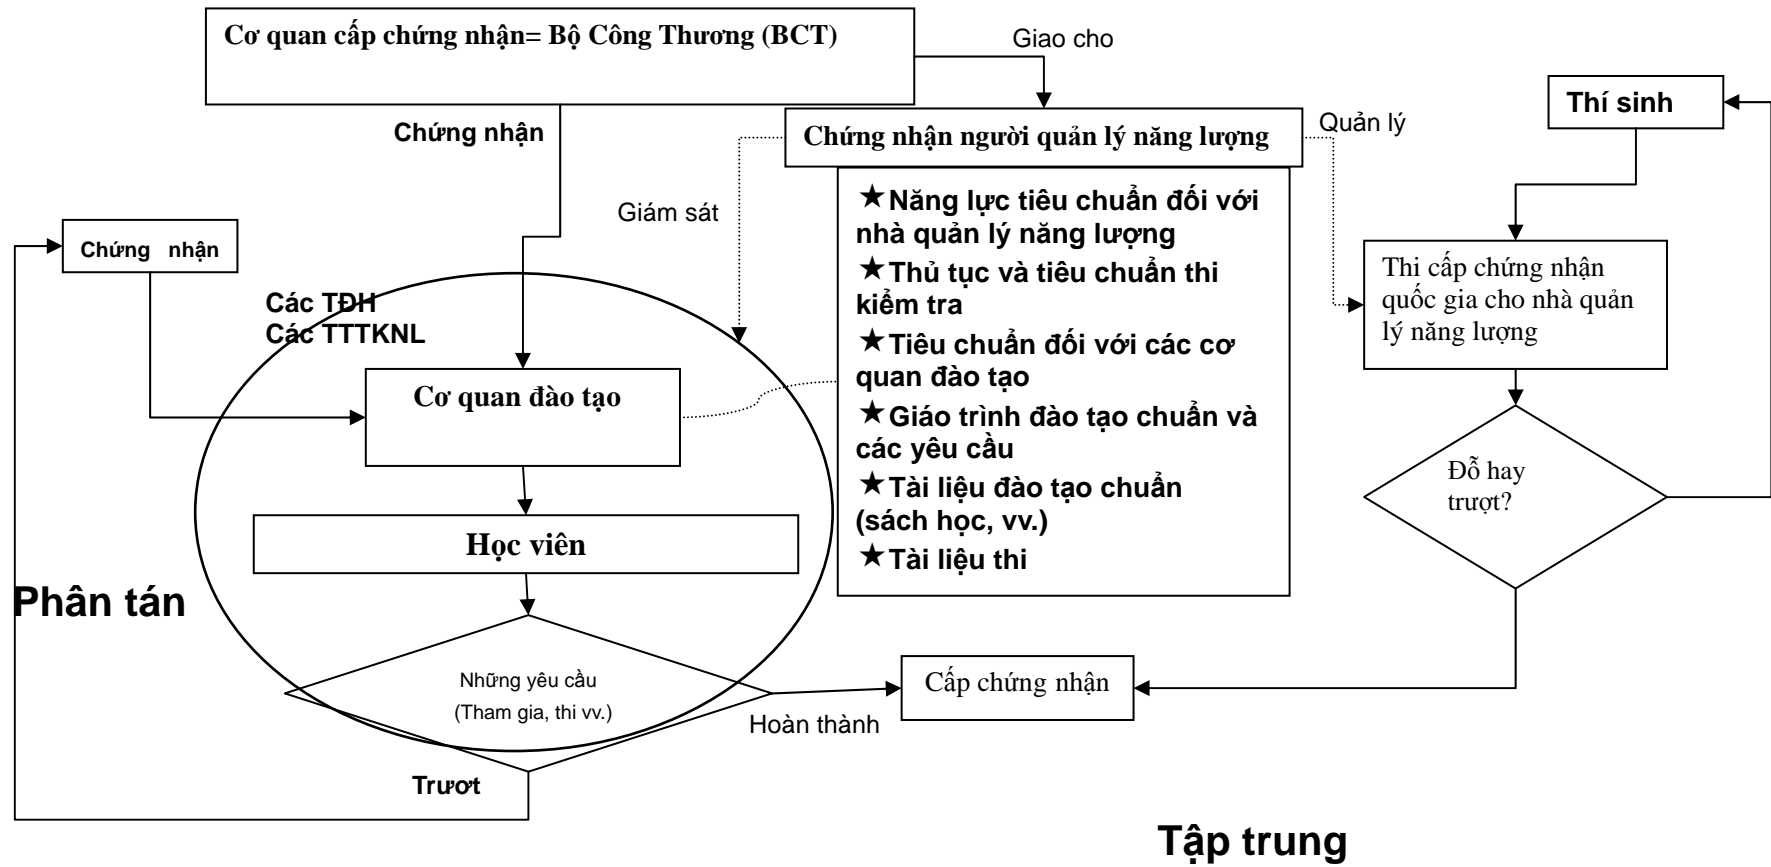 Cơ quan cấp chứng nhận= Bộ Công Thương (BCT)
Giao cho
Chứng nhận
Chứng nhận người quản lý năng lượng
Quản lý
Thí sinh
Giám sát
★Năng lực tiêu chuẩn đối với
nhà quản lý năng lượng
★Thủ tục và tiêu chuẩn thi
kiểm tra
★Tiêu chuẩn đối với các cơ
quan đào tạo
★Giáo trình đào tạo chuẩn và
các yêu cầu
★Tài liệu đào tạo chuẩn
(sách học, vv.)
★Tài liệu thi
Chứng nhận
Các TĐH
Các TTTKNL
Cơ quan đào tạo
Học viên
Phân tán
Những yêu cầu
(Tham gia, thi vv.)
Hoàn thành
Trươt
Cấp chứng nhận
Thi cấp chứng nhận
quốc gia cho nhà quản
lý năng lượng
Đỗ hay
trượt?
Tập trung